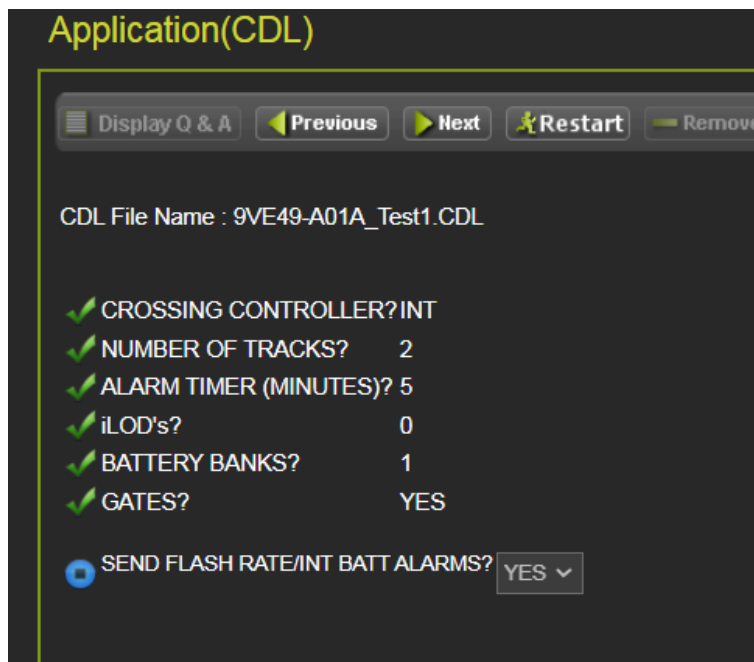 Application(CDL)
Display Q & A Previous Next Restart Remove
CDL File Name : 9VE49-A01A_Test1.CDL
CROSSING CONTROLLER? INT
NUMBER OF TRACKS? 2
ALARM TIMER (MINUTES)? 5
iLOD's? 0
BATTERY BANKS? 1
GATES? YES
SEND FLASH RATE/INT BATT ALARMS? YES